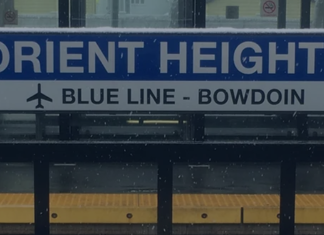 ORIENT HEIGHT
BLUE LINE - BOWDOIN